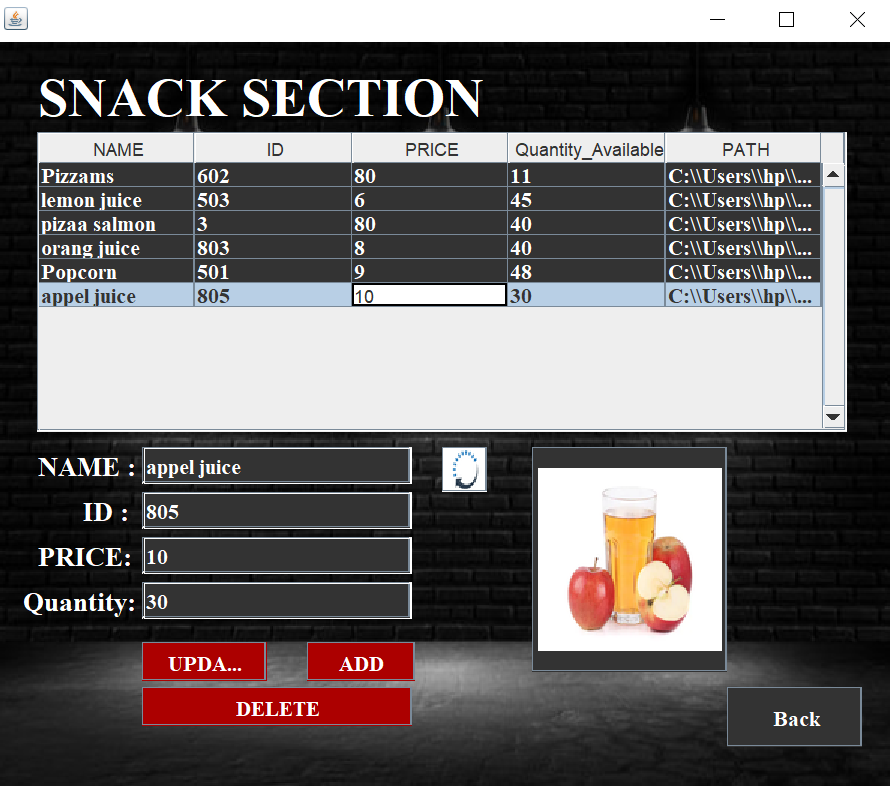 SNACK SECTION
NAME ID PRICE Quantity_Available PATH
Pizzams 602 80 11 C:\\Users\\hp\\...
lemon juice 503 6 45 C:\\Users\\hp\\...
pizaa salmon 3 80 40 C:\\Users\\hp\\...
orang juice 803 8 40 C:\\Users\\hp\\...
Popcorn 501 9 48 C:\\Users\\hp\\...
appel juice 805 10 30 C:\\Users\\hp\\...
NAME : appel juice
ID : 805
PRICE: 10
Quantity: 30
UPDA... ADD
DELETE
Back